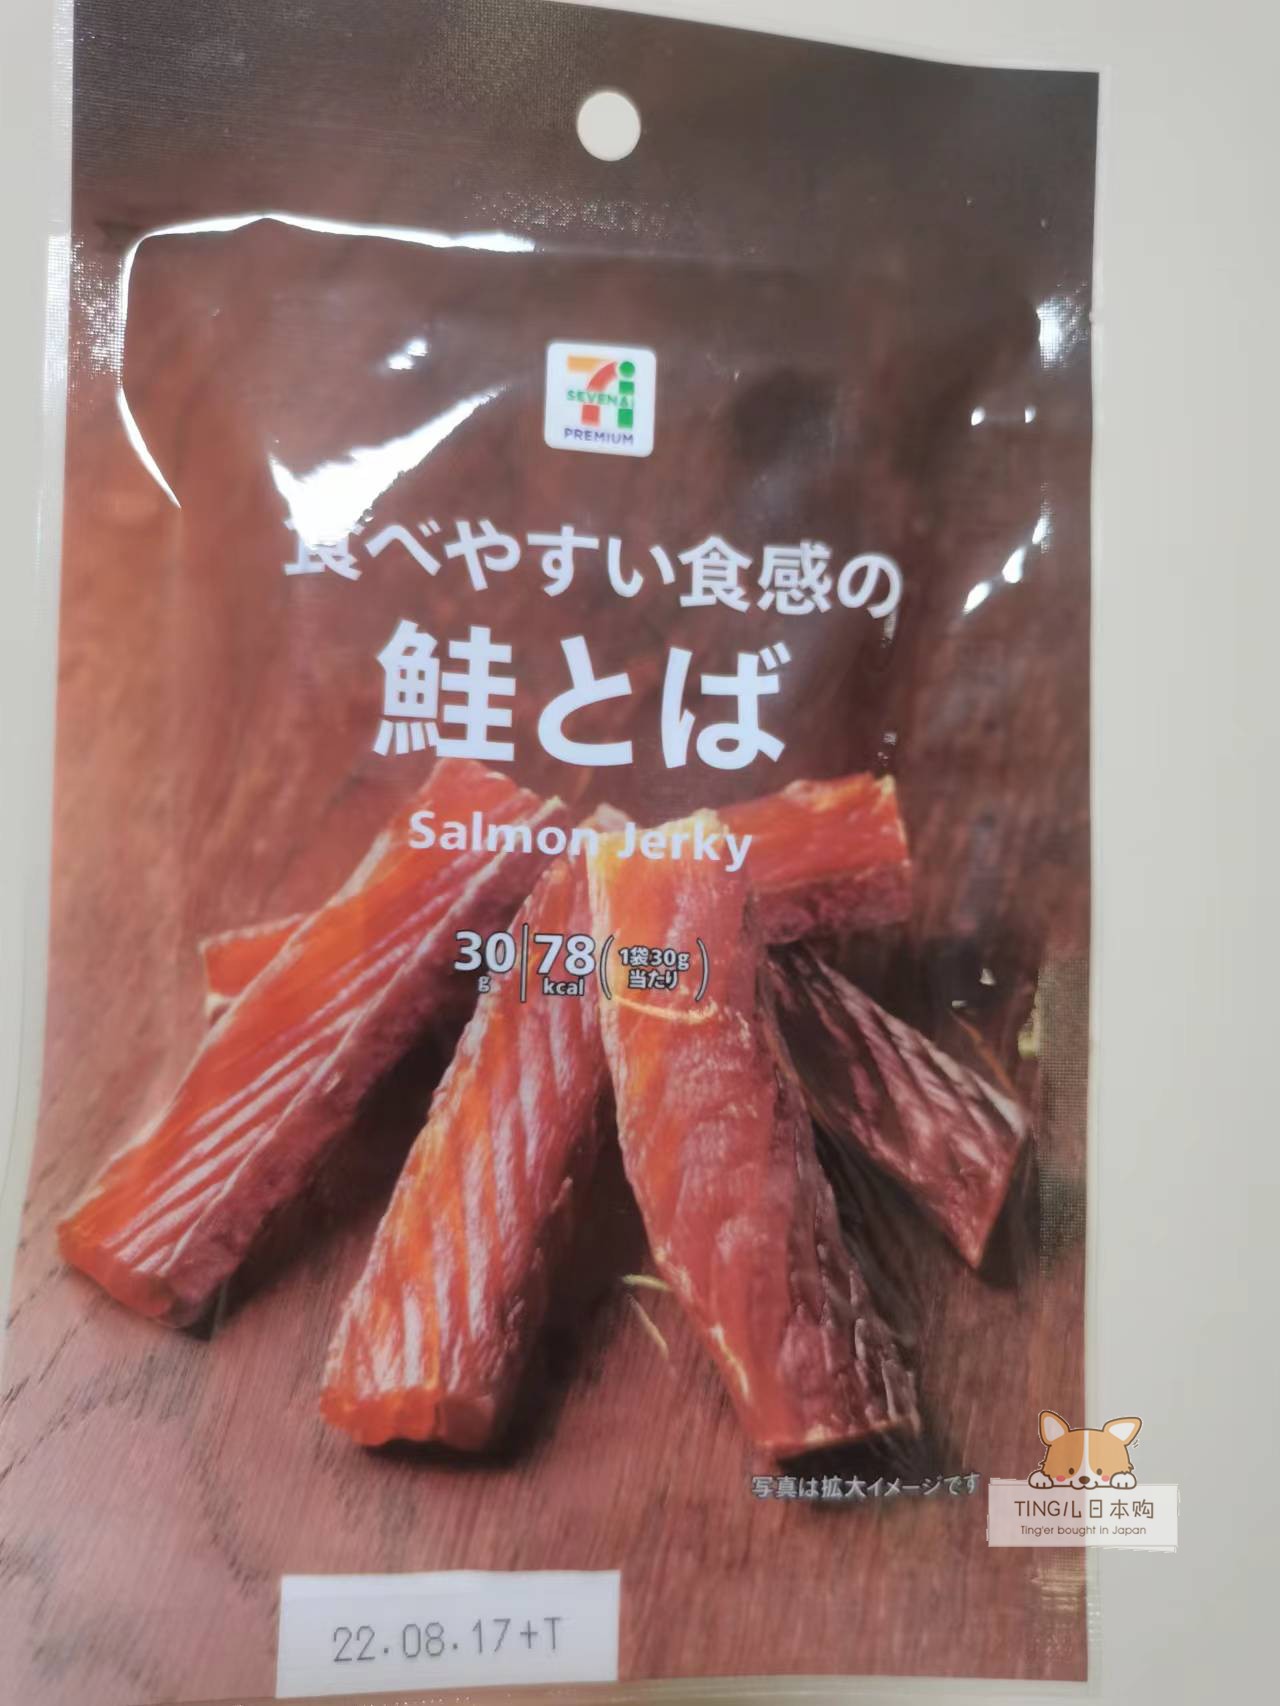 SEVEN&i
PREMIUM
食べやすい食感の
鮭とば
Salmon Jerky
30g 78kcal (1袋30g当たり)
写真は拡大イメージです
TING儿日本购
Ting'er bought in Japan
22.08.17+T